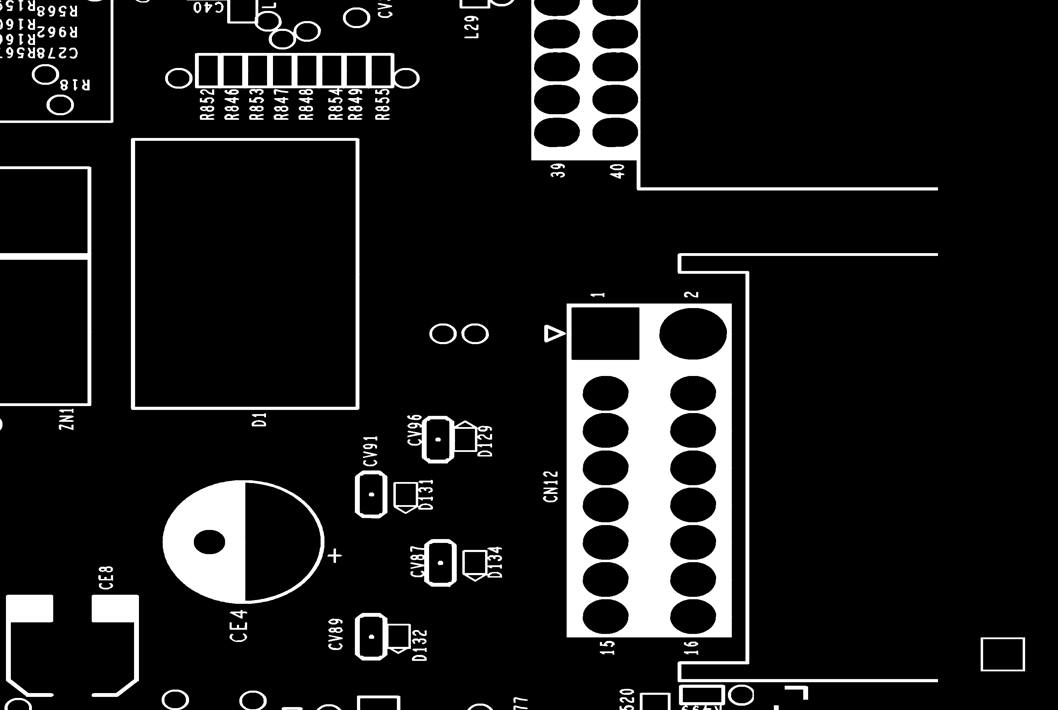 C40
L29
R568
R962
C278
R18
R852
R846
R853
R847
R848
R854
R849
R855
39
40
1
2
ZN1
D1
CV96
D129
CV91
D131
CN12
CV87
D134
+
CE8
CE4
CV89
D132
15
16